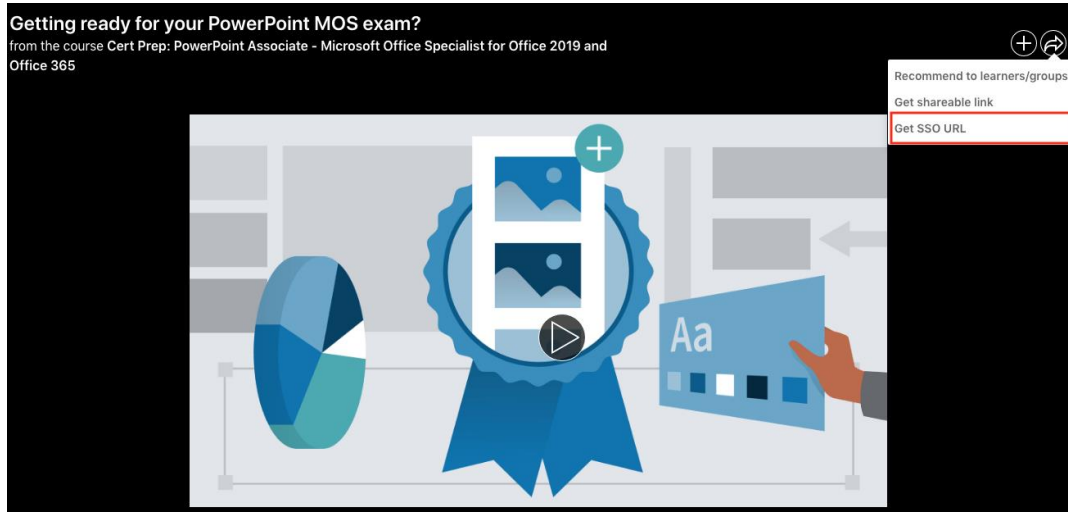 Getting ready for your PowerPoint MOS exam?
from the course Cert Prep: PowerPoint Associate - Microsoft Office Specialist for Office 2019 and
Office 365
Recommend to learners/groups
Get shareable link
Get SSO URL
Aa